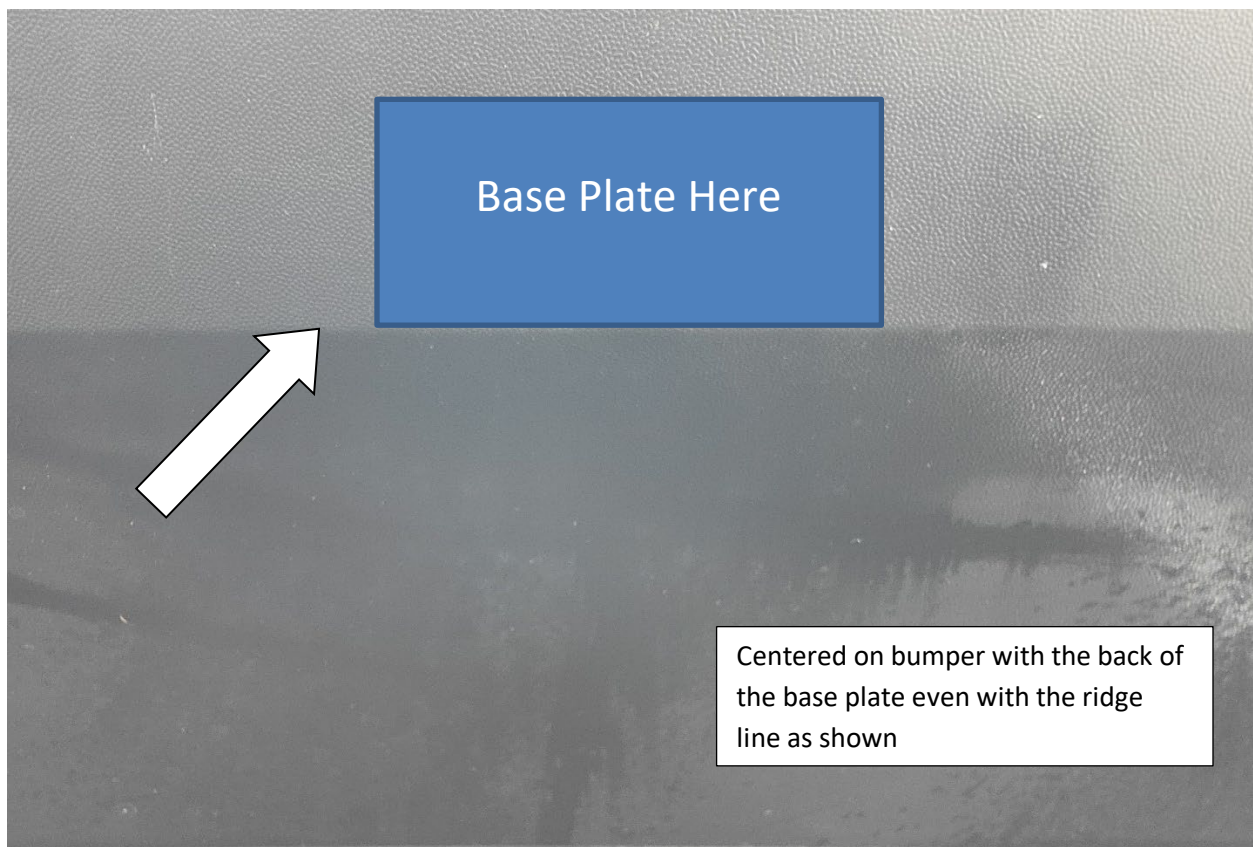 Base Plate Here
Centered on bumper with the back of
the base plate even with the ridge
line as shown